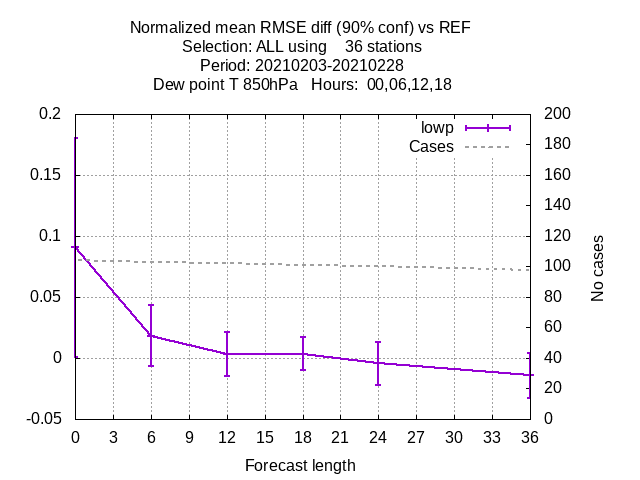 Normalized mean RMSE diff (90% conf) vs REF
Selection: ALL using    36 stations
Period: 20210203-20210228
Dew point T 850hPa   Hours:  00,06,12,18
lowp
Cases
0.2
0.15
0.1
0.05
0
-0.05
200
180
160
140
120
100
80
60
40
20
0
No cases
0 3 6 9 12 15 18 21 24 27 30 33 36
Forecast length